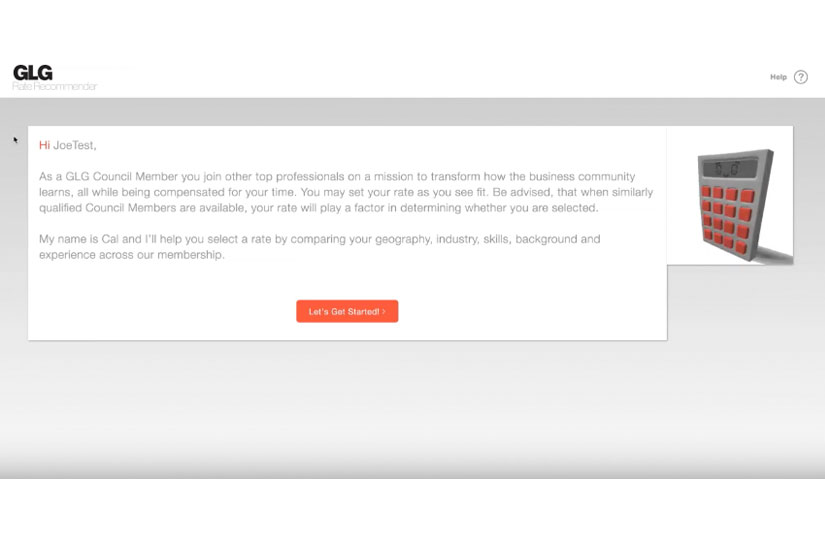 GLG
Rate Recommender
Help ?
Hi JoeTest,
As a GLG Council Member you join other top professionals on a mission to transform how the business community
learns, all while being compensated for your time. You may set your rate as you see fit. Be advised, that when similarly
qualified Council Members are available, your rate will play a factor in determining whether you are selected.
My name is Cal and I'll help you select a rate by comparing your geography, industry, skills, background and
experience across our membership.
Let's Get Started! ›